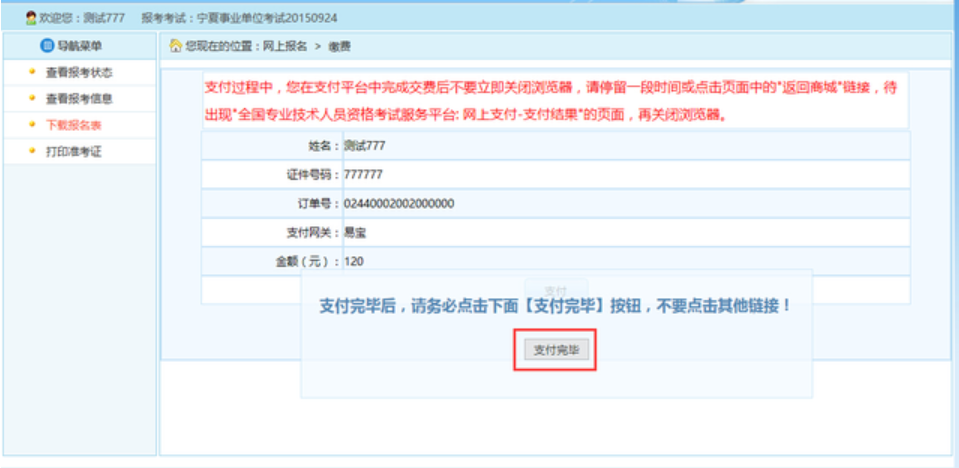 欢迎您：测试777 报考考试：宁夏事业单位考试20150924
导航菜单
查看报考状态
查看报考信息
下载报名表
打印准考证
您现在的位置：网上报名 > 缴费
支付过程中，您在支付平台中完成交费后不要立即关闭浏览器，请停留一段时间或点击页面中的"返回商城"链接，待
出现"全国专业技术人员资格考试服务平台: 网上支付-支付结果"的页面，再关闭浏览器。
姓名：测试777
证件号码：777777
订单号：02440002002000000
支付网关：易宝
金额（元）：120
支付
支付完毕后，请务必点击下面【支付完毕】按钮，不要点击其他链接！
支付完毕